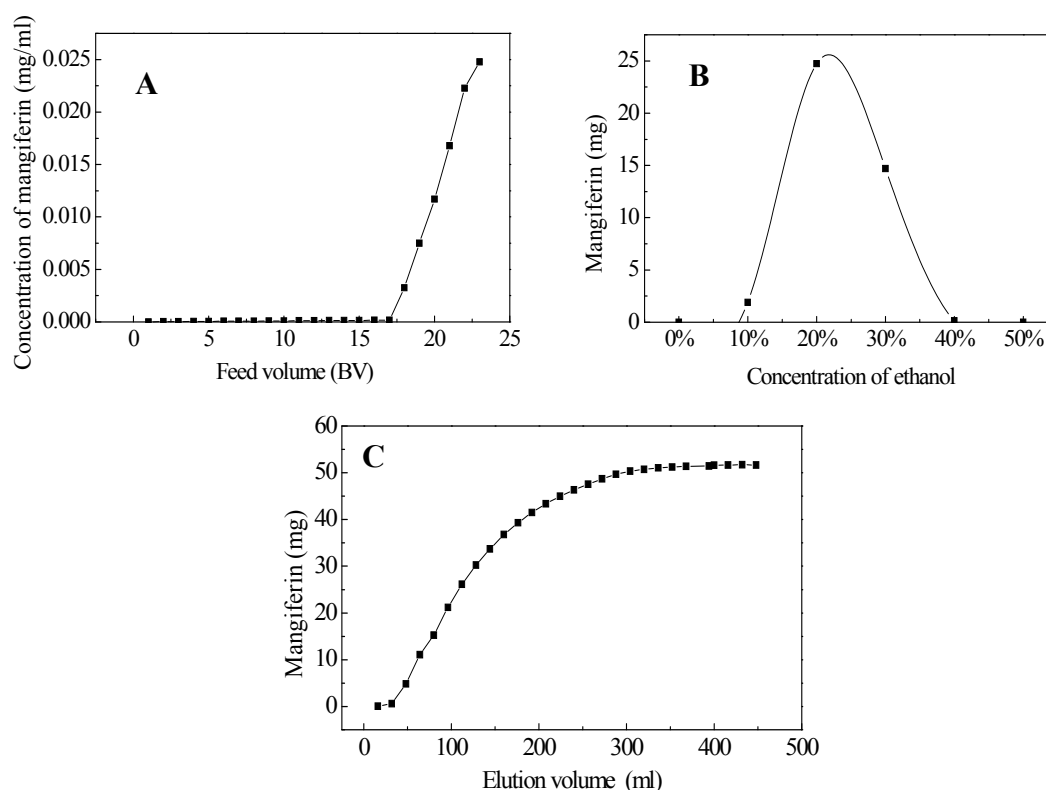 A
Concentration of mangiferin (mg/ml)
0.025
0.020
0.015
0.010
0.005
0.000
0 5 10 15 20 25
Feed volume (BV)
B
Mangiferin (mg)
25
20
15
10
5
0
0% 10% 20% 30% 40% 50%
Concentration of ethanol
C
Mangiferin (mg)
60
50
40
30
20
10
0
0 100 200 300 400 500
Elution volume (ml)